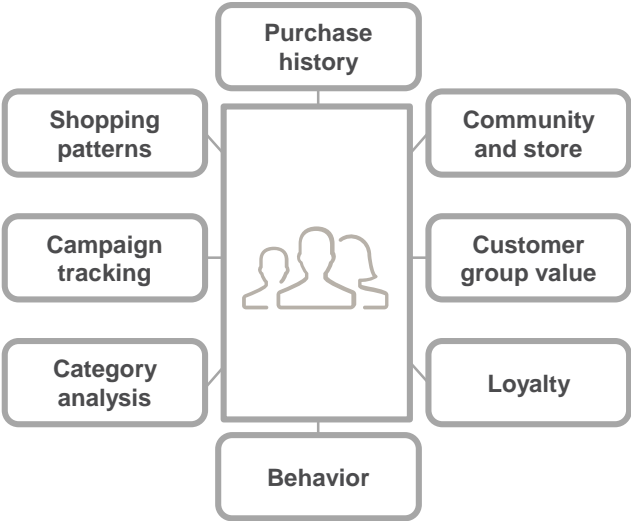 Purchase
history
Shopping
patterns
Community
and store
Campaign
tracking
Customer
group value
Category
analysis
Loyalty
Behavior